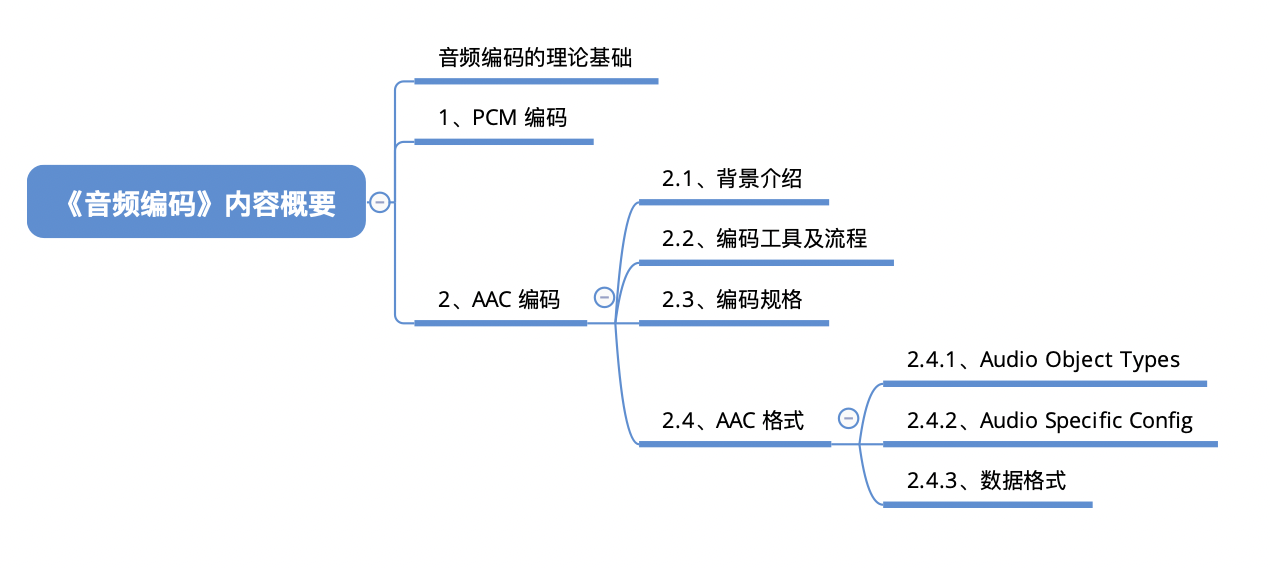 《音频编码》内容概要
音频编码的理论基础
1、PCM 编码
2、AAC 编码
2.1、背景介绍
2.2、编码工具及流程
2.3、编码规格
2.4、AAC 格式
2.4.1、Audio Object Types
2.4.2、Audio Specific Config
2.4.3、数据格式